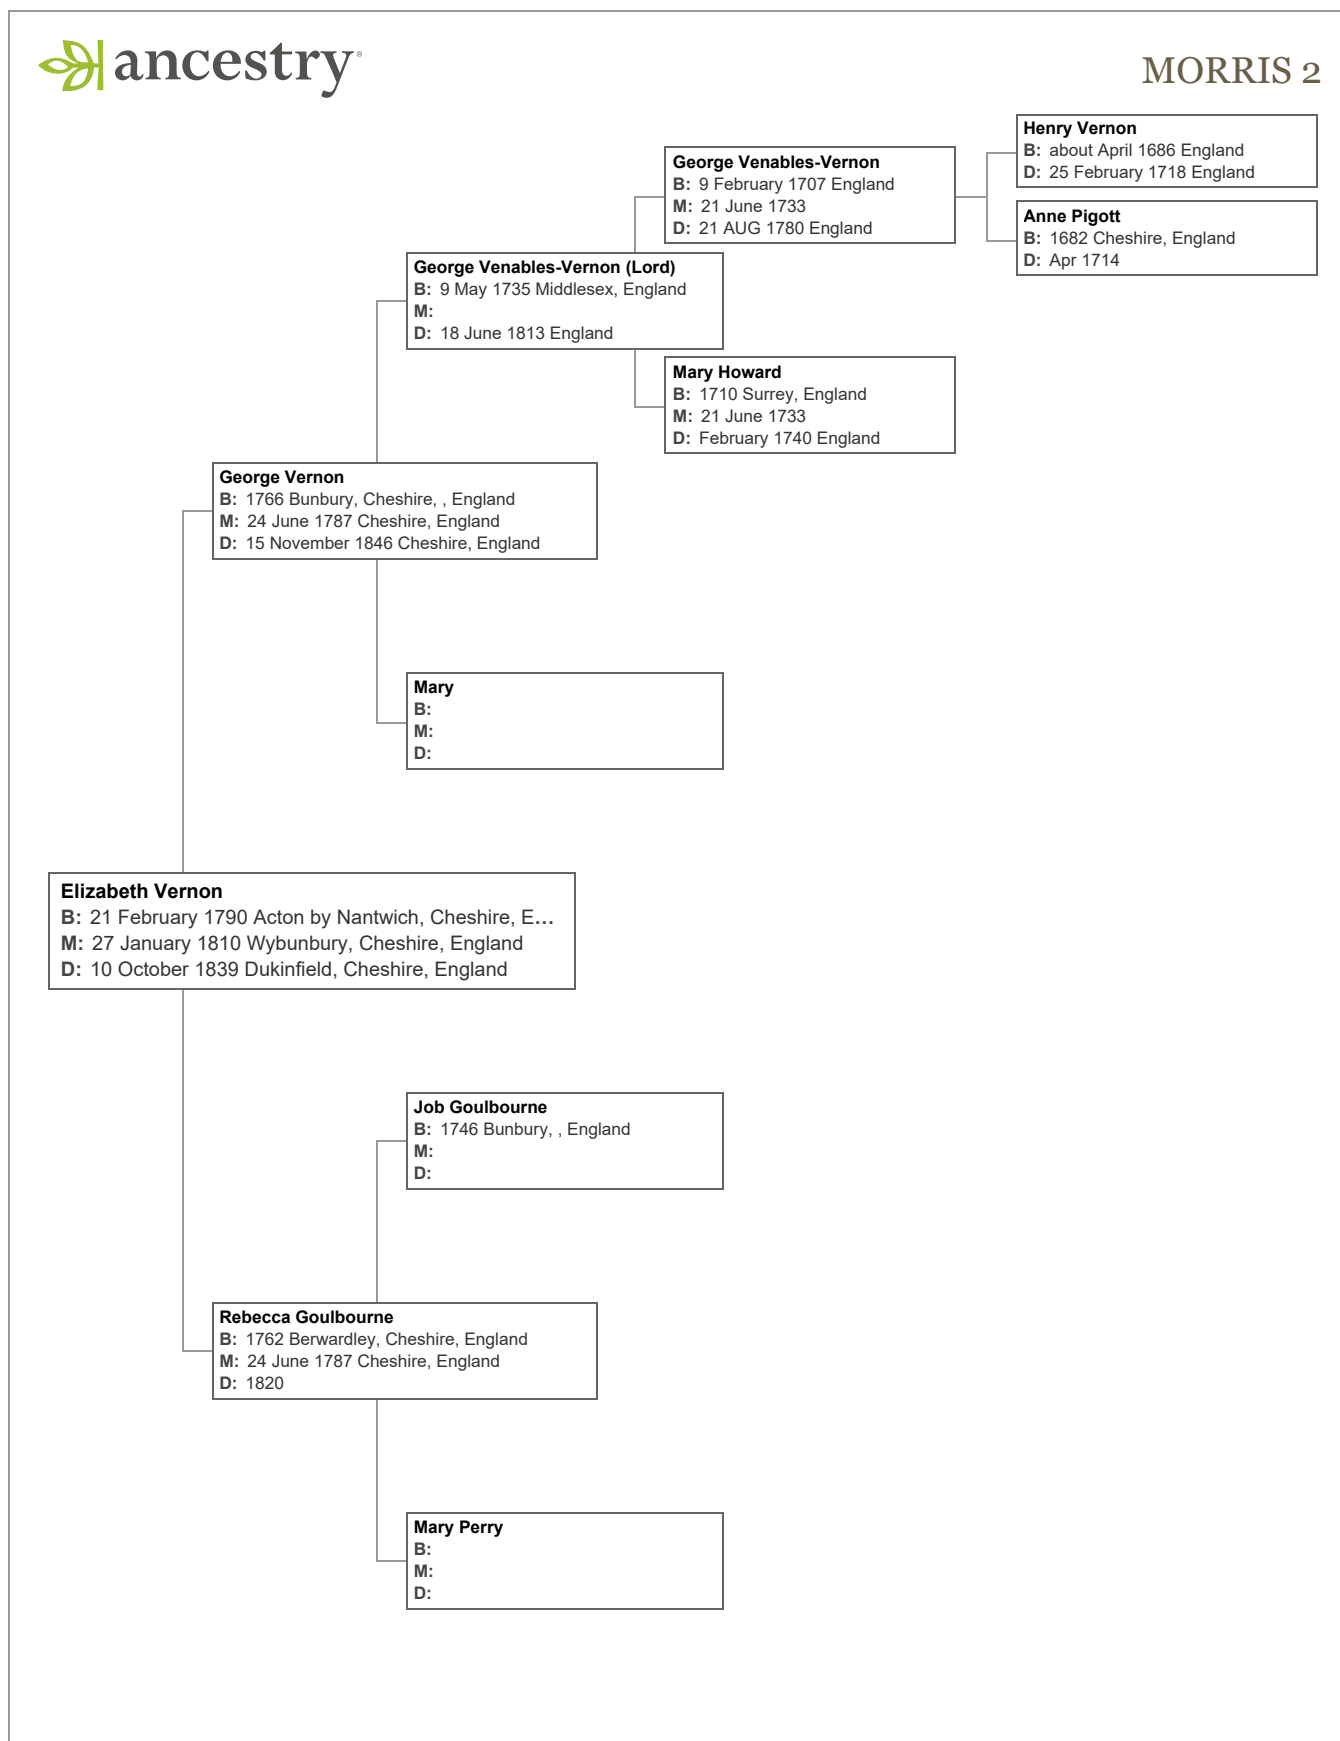 ancestry®
MORRIS 2
Henry Vernon
B: about April 1686 England
D: 25 February 1718 England
George Venables-Vernon
B: 9 February 1707 England
M: 21 June 1733
D: 21 AUG 1780 England
Anne Pigott
B: 1682 Cheshire, England
D: Apr 1714
George Venables-Vernon (Lord)
B: 9 May 1735 Middlesex, England
M:
D: 18 June 1813 England
Mary Howard
B: 1710 Surrey, England
M: 21 June 1733
D: February 1740 England
George Vernon
B: 1766 Bunbury, Cheshire, , England
M: 24 June 1787 Cheshire, England
D: 15 November 1846 Cheshire, England
Mary
B:
M:
D:
Elizabeth Vernon
B: 21 February 1790 Acton by Nantwich, Cheshire, E...
M: 27 January 1810 Wybunbury, Cheshire, England
D: 10 October 1839 Dukinfield, Cheshire, England
Job Goulbourne
B: 1746 Bunbury, , England
M:
D:
Rebecca Goulbourne
B: 1762 Berwardley, Cheshire, England
M: 24 June 1787 Cheshire, England
D: 1820
Mary Perry
B:
M:
D: